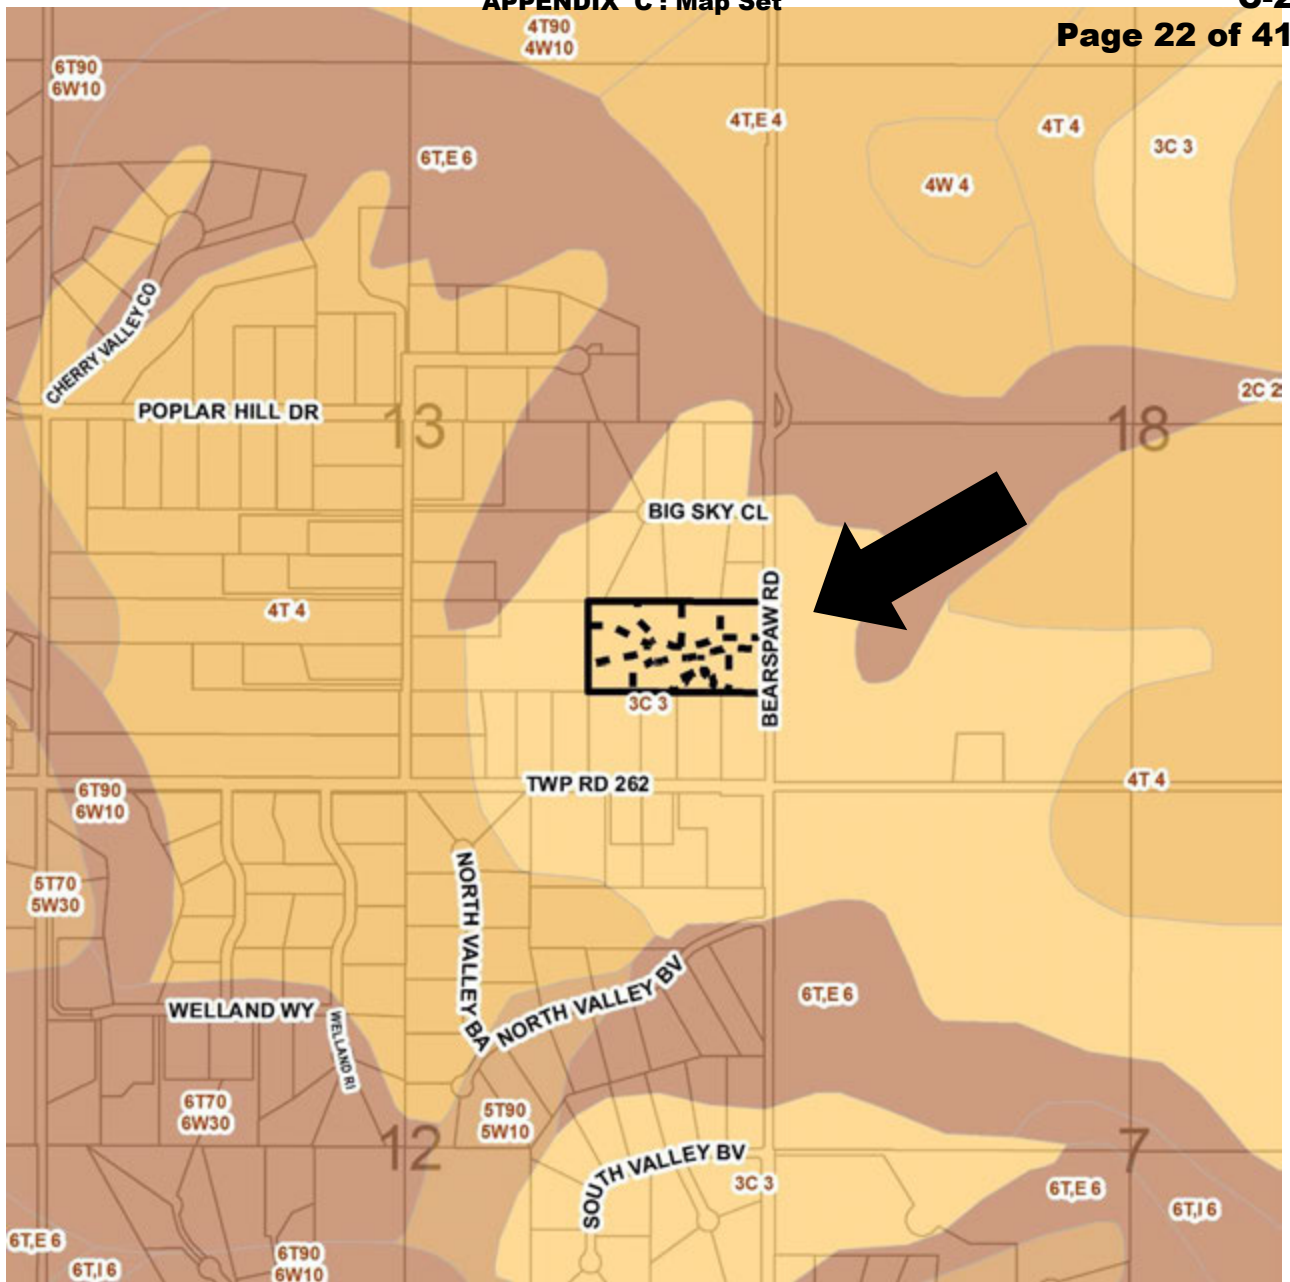 APPENDIX 'C': Map Set
C-2
Page 22 of 41
4T90
4W10
6T90
6W10
4T,E 4
4T 4
3C 3
6T,E 6
4W 4
CHERRY VALLEY CO
2C 2
POPLAR HILL DR
13
18
BIG SKY CL
BEARSPAW RD
4T 4
3C 3
TWP RD 262
4T 4
6T90
6W10
5T70
5W30
NORTH VALLEY BA
NORTH VALLEY BV
6T,E 6
WELLAND WY
WELLAND RI
6T70
6W30
5T90
5W10
12
7
SOUTH VALLEY BV
3C 3
6T,E 6
6T,I 6
6T,E 6
6T,I 6
6T90
6W10